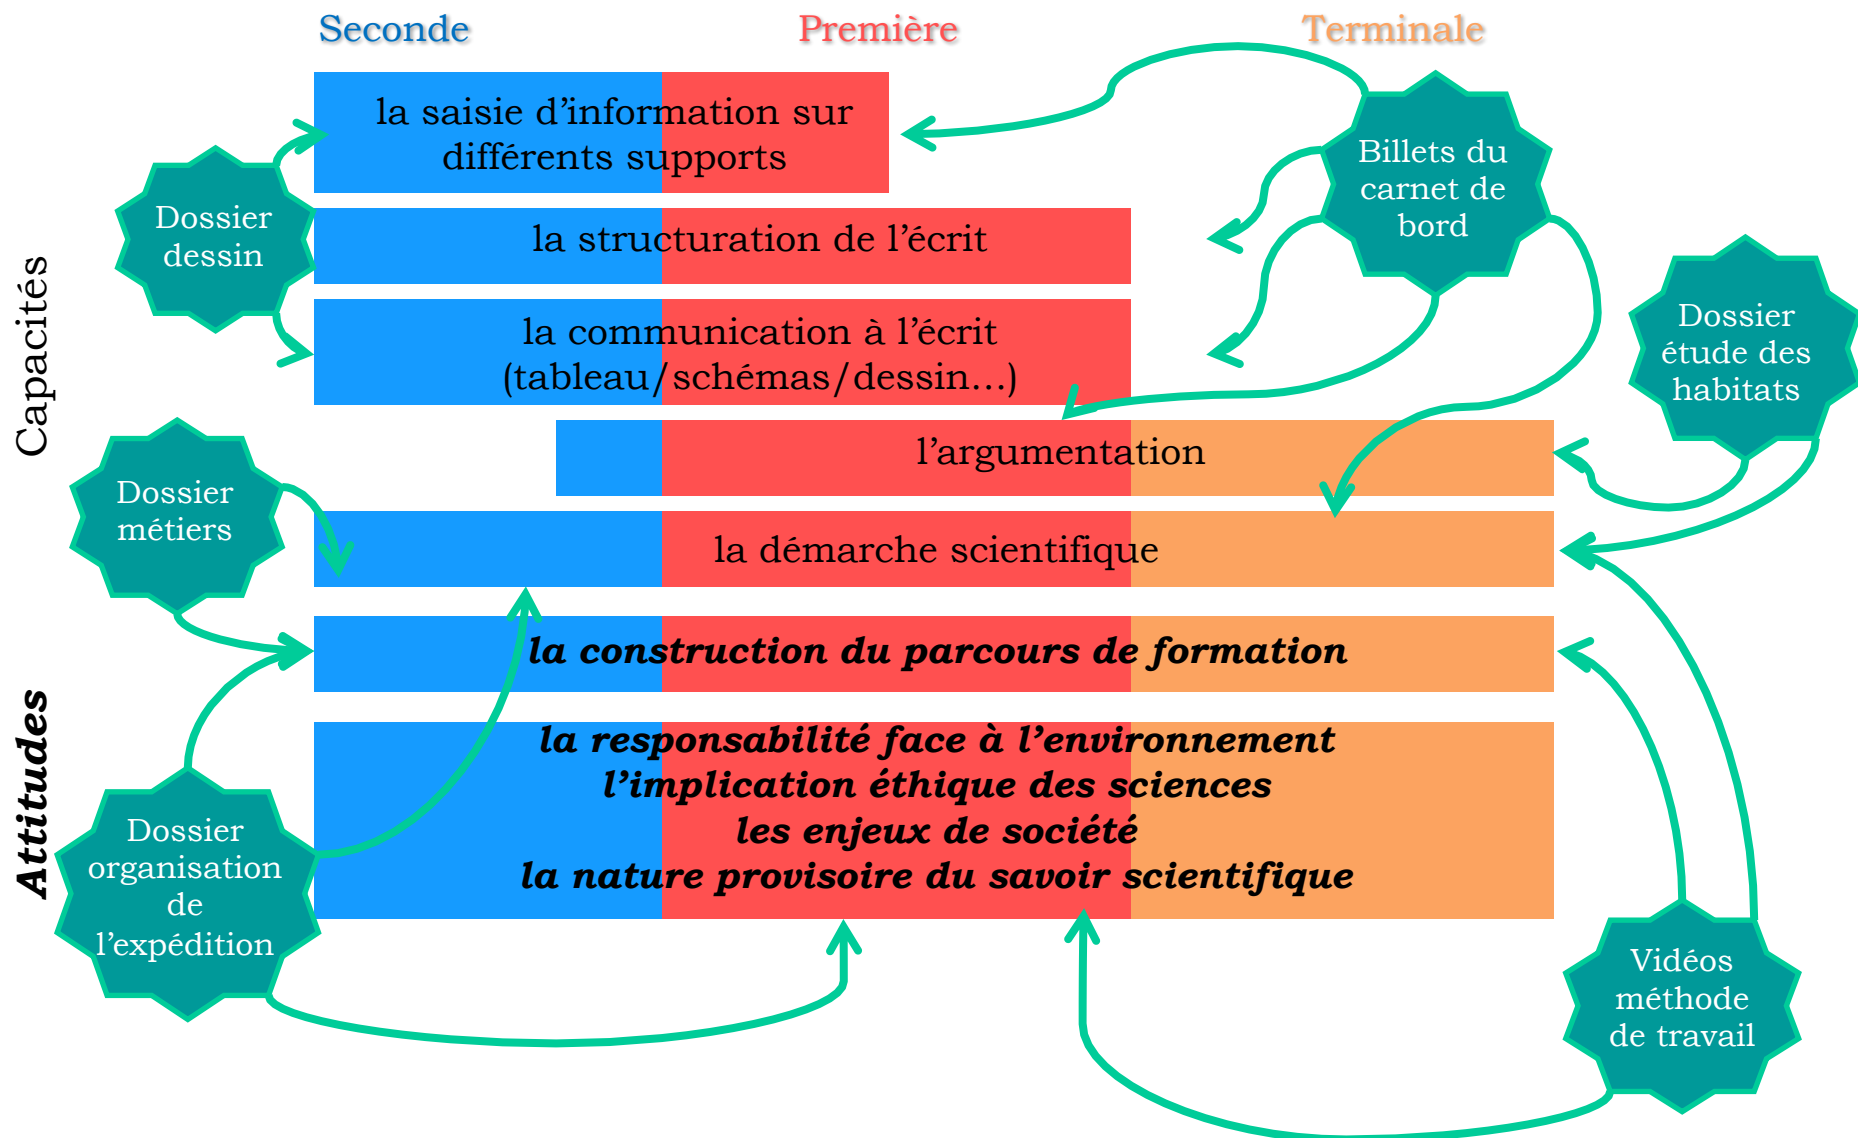 Seconde
Première
Terminale
Capacités
Attitudes
la saisie d’information sur
différents supports
la structuration de l’écrit
la communication à l’écrit
(tableau/schémas/dessin…)
l’argumentation
la démarche scientifique
la construction du parcours de formation
la responsabilité face à l’environnement
l’implication éthique des sciences
les enjeux de société
la nature provisoire du savoir scientifique
Dossier
dessin
Dossier
métiers
Dossier
organisation
de
l’expédition
Billets du
carnet de
bord
Dossier
étude des
habitats
Vidéos
méthode
de travail